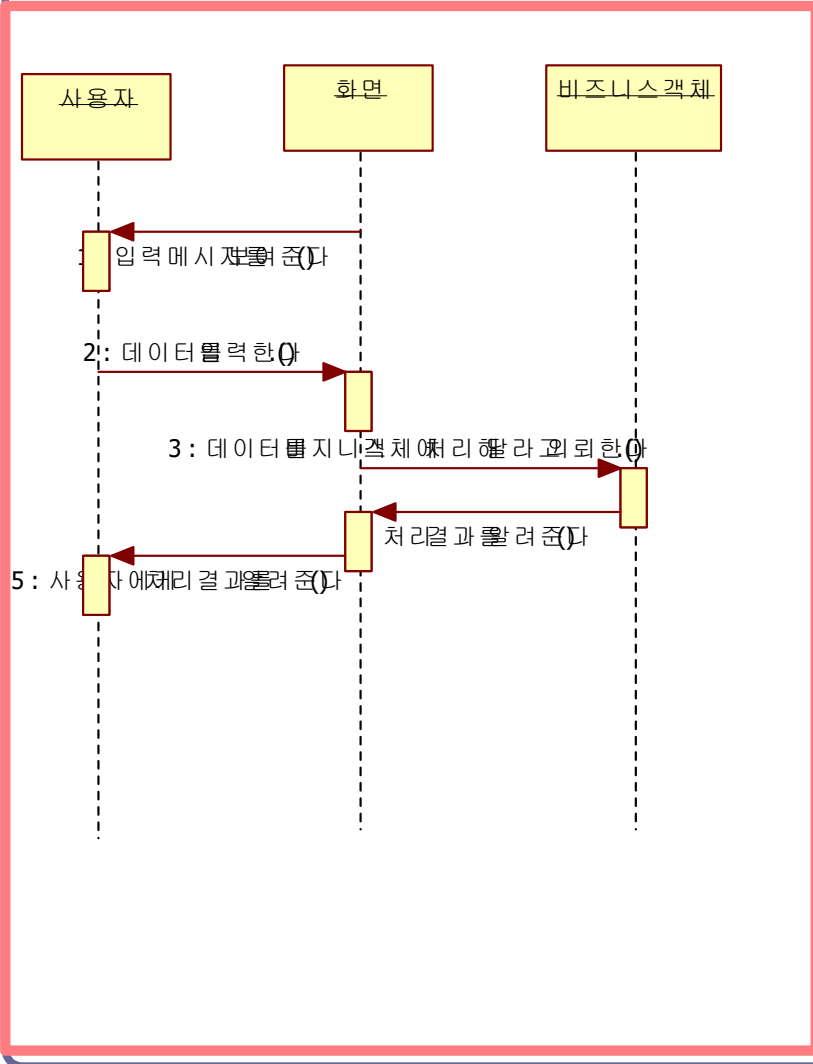 사용자
화면
비즈니스객체
1: 입력메시지를 보여준다()
2: 데이터를 입력한다.()
3: 데이터를 비지니스객체에 처리해 달라고 의뢰한다.()
처리결과를 알려준다()
5: 사용자에게 처리결과를 알려준다()